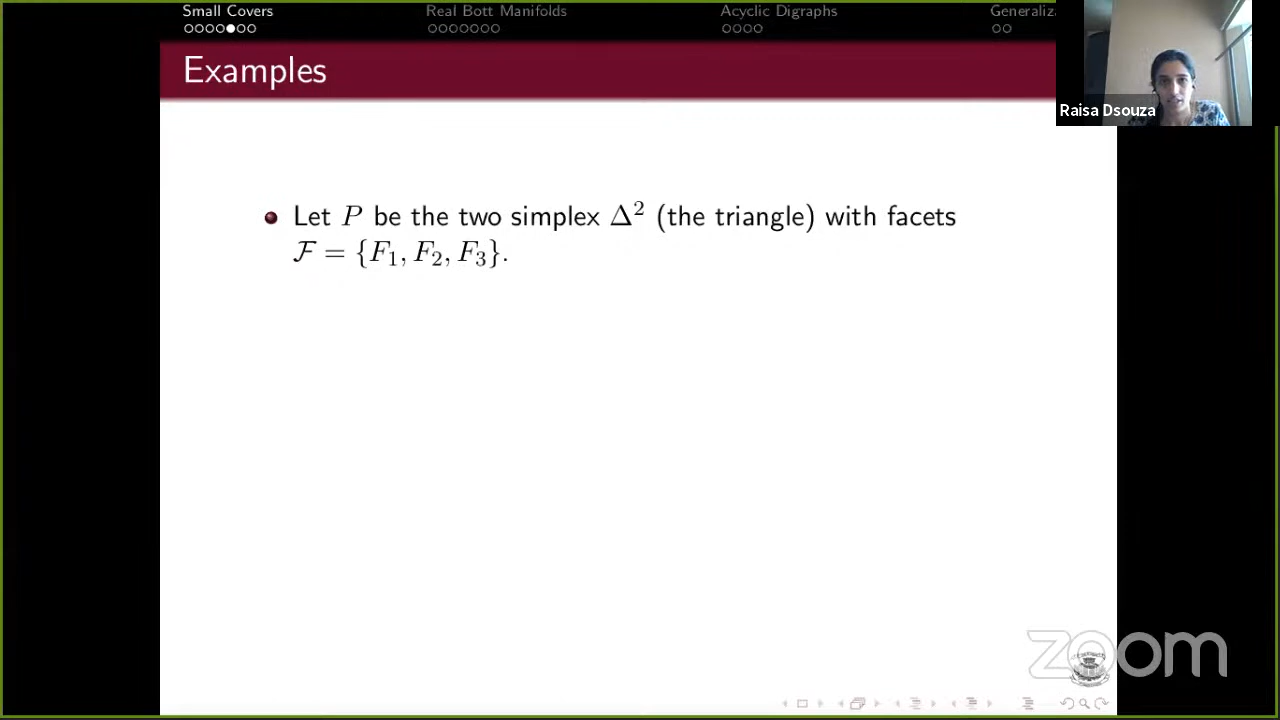 Small Covers
Real Bott Manifolds
Acyclic Digraphs
Generaliza
Examples
Raisa Dsouza
• Let P be the two simplex Δ² (the triangle) with facets
ℱ = {F₁, F₂, F₃}.
zoom